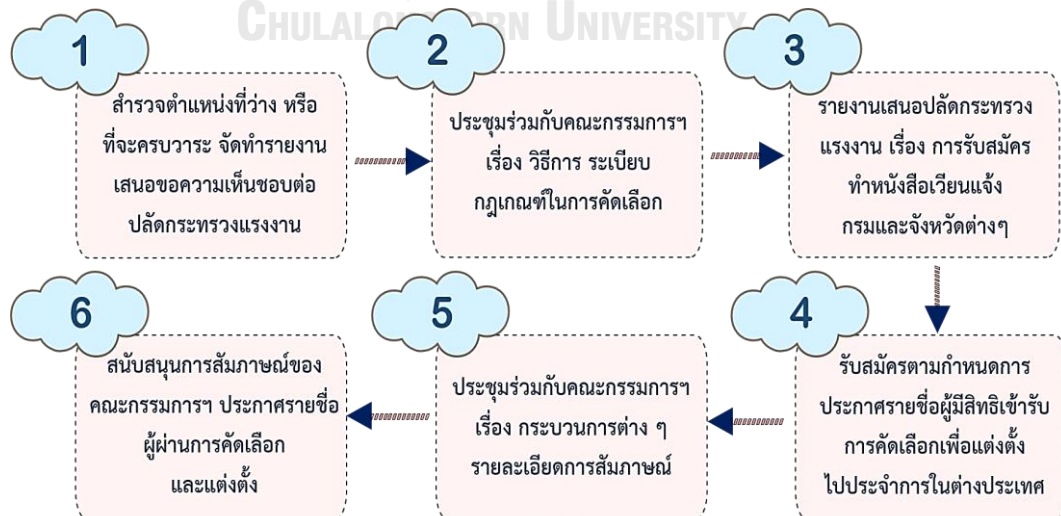 CHULALONGKORN UNIVERSITY
1
สำรวจตำแหน่งที่ว่าง หรือ
ที่จะครบวาระ จัดทำรายงาน
เสนอขอความเห็นชอบต่อ
ปลัดกระทรวงแรงงาน
2
ประชุมร่วมกับคณะกรรมการฯ
เรื่อง วิธีการ ระเบียบ
กฎเกณฑ์ในการคัดเลือก
3
รายงานเสนอปลัดกระทรวง
แรงงาน เรื่อง การรับสมัคร
ทำหนังสือเวียนแจ้ง
กรมและจังหวัดต่างๆ
4
รับสมัครตามกำหนดการ
ประกาศรายชื่อผู้มีสิทธิเข้ารับ
การคัดเลือกเพื่อแต่งตั้ง
ไปประจำการในต่างประเทศ
5
ประชุมร่วมกับคณะกรรมการฯ
เรื่อง กระบวนการต่าง ๆ
รายละเอียดการสัมภาษณ์
6
สนับสนุนการสัมภาษณ์ของ
คณะกรรมการฯ ประกาศรายชื่อ
ผู้ผ่านการคัดเลือก
และแต่งตั้ง